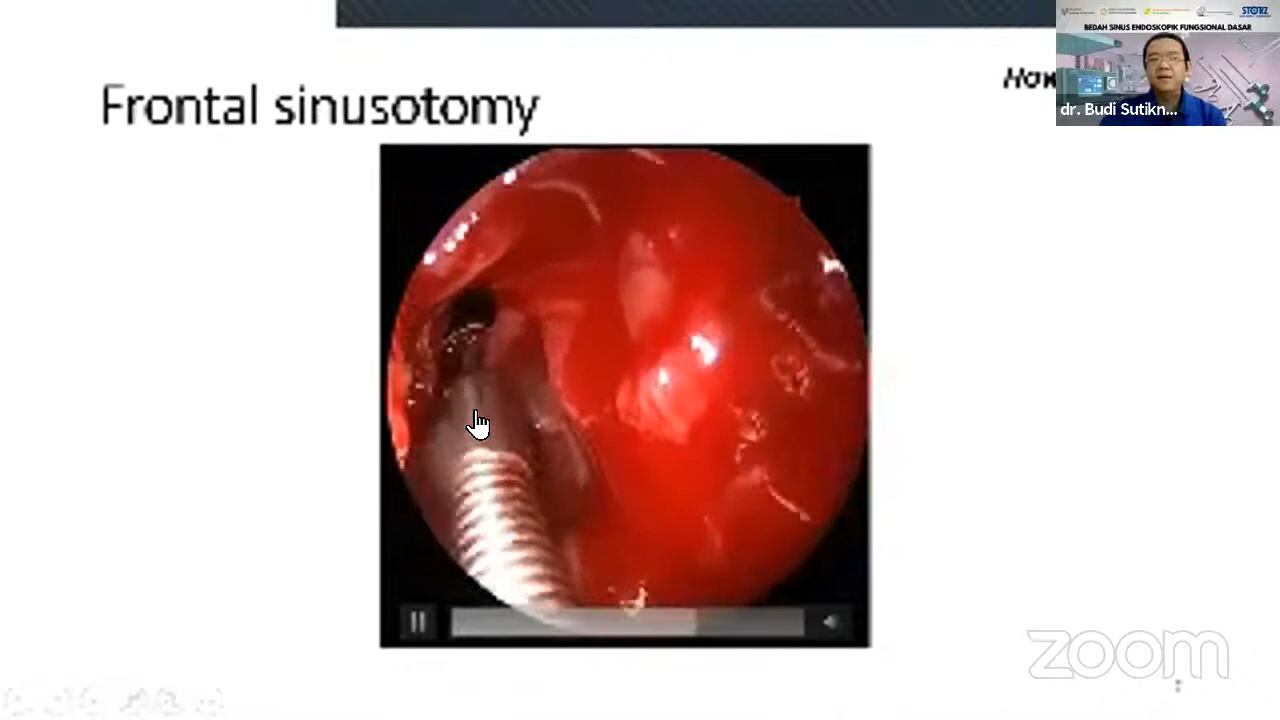 STORZ
BEDAH SINUS ENDOSKOPIK FUNGSIONAL DASAR
How
dr. Budi Sutikn...
Frontal sinusotomy
zoom